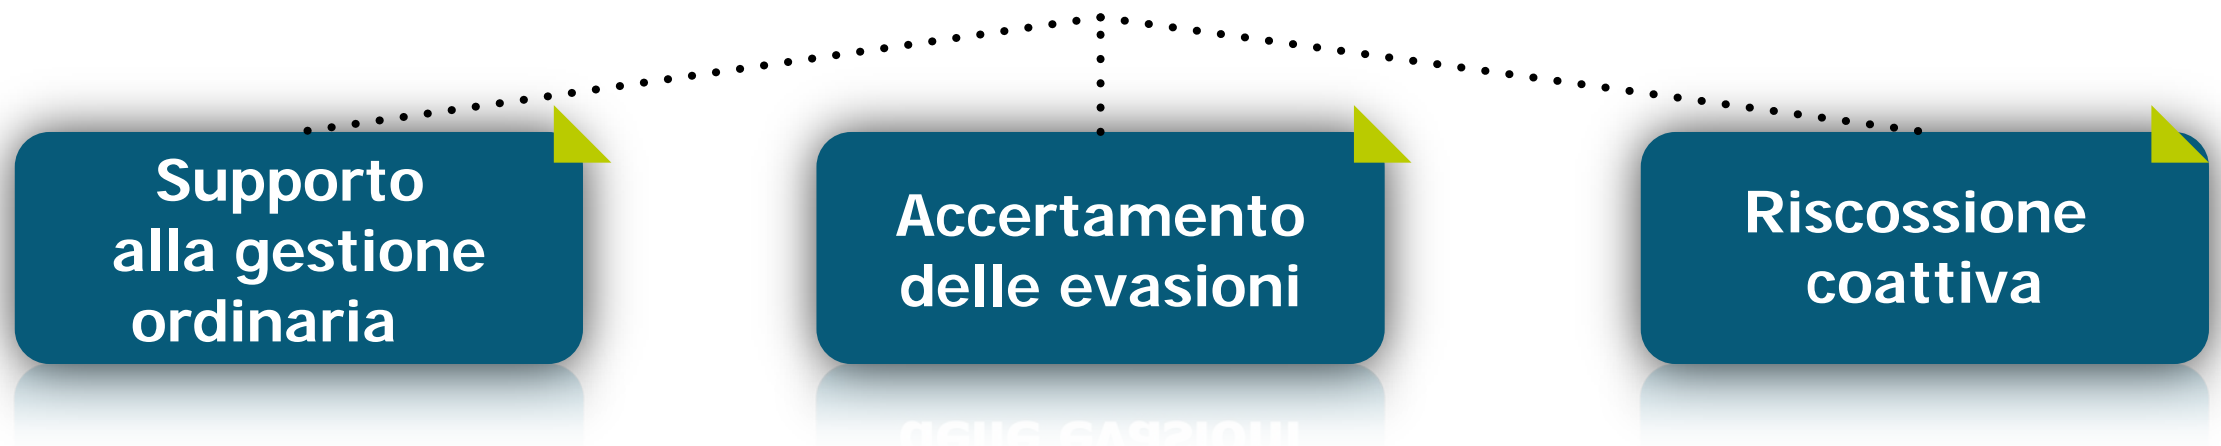 Supporto
alla gestione
ordinaria
Accertamento
delle evasioni
Riscossione
coattiva